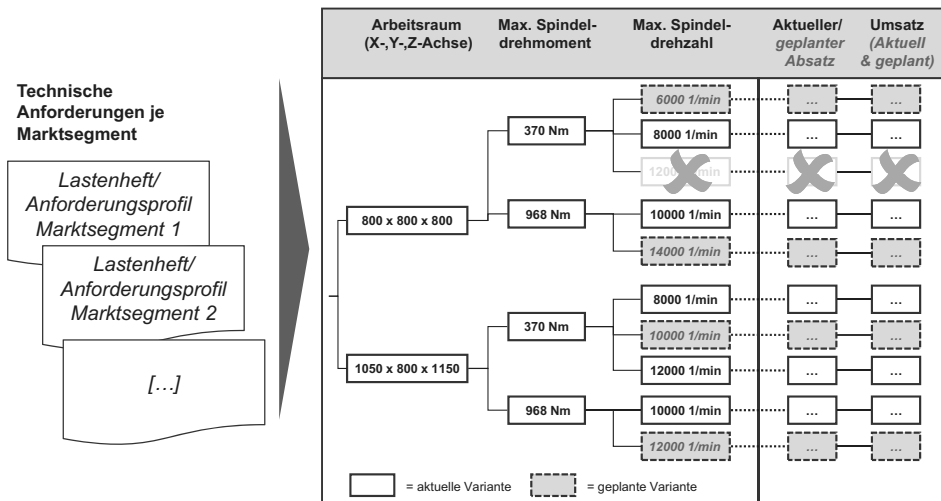 Arbeitsraum
(X-,Y-,Z-Achse)
Max. Spindel-
drehmoment
Max. Spindel-
drehzahl
Aktueller/
geplanter
Absatz
Umsatz
(Aktuell
& geplant)
Technische
Anforderungen je
Marktsegment
Lastenheft/
Anforderungsprofil
Marktsegment 1
Lastenheft/
Anforderungsprofil
Marktsegment 2
[...]
800 x 800 x 800
370 Nm
6000 1/min
...
...
8000 1/min
...
...
968 Nm
10000 1/min
...
...
14000 1/min
...
...
1050 x 800 x 1150
370 Nm
8000 1/min
...
...
10000 1/min
...
...
12000 1/min
...
...
968 Nm
10000 1/min
...
...
12000 1/min
...
...
= aktuelle Variante
= geplante Variante